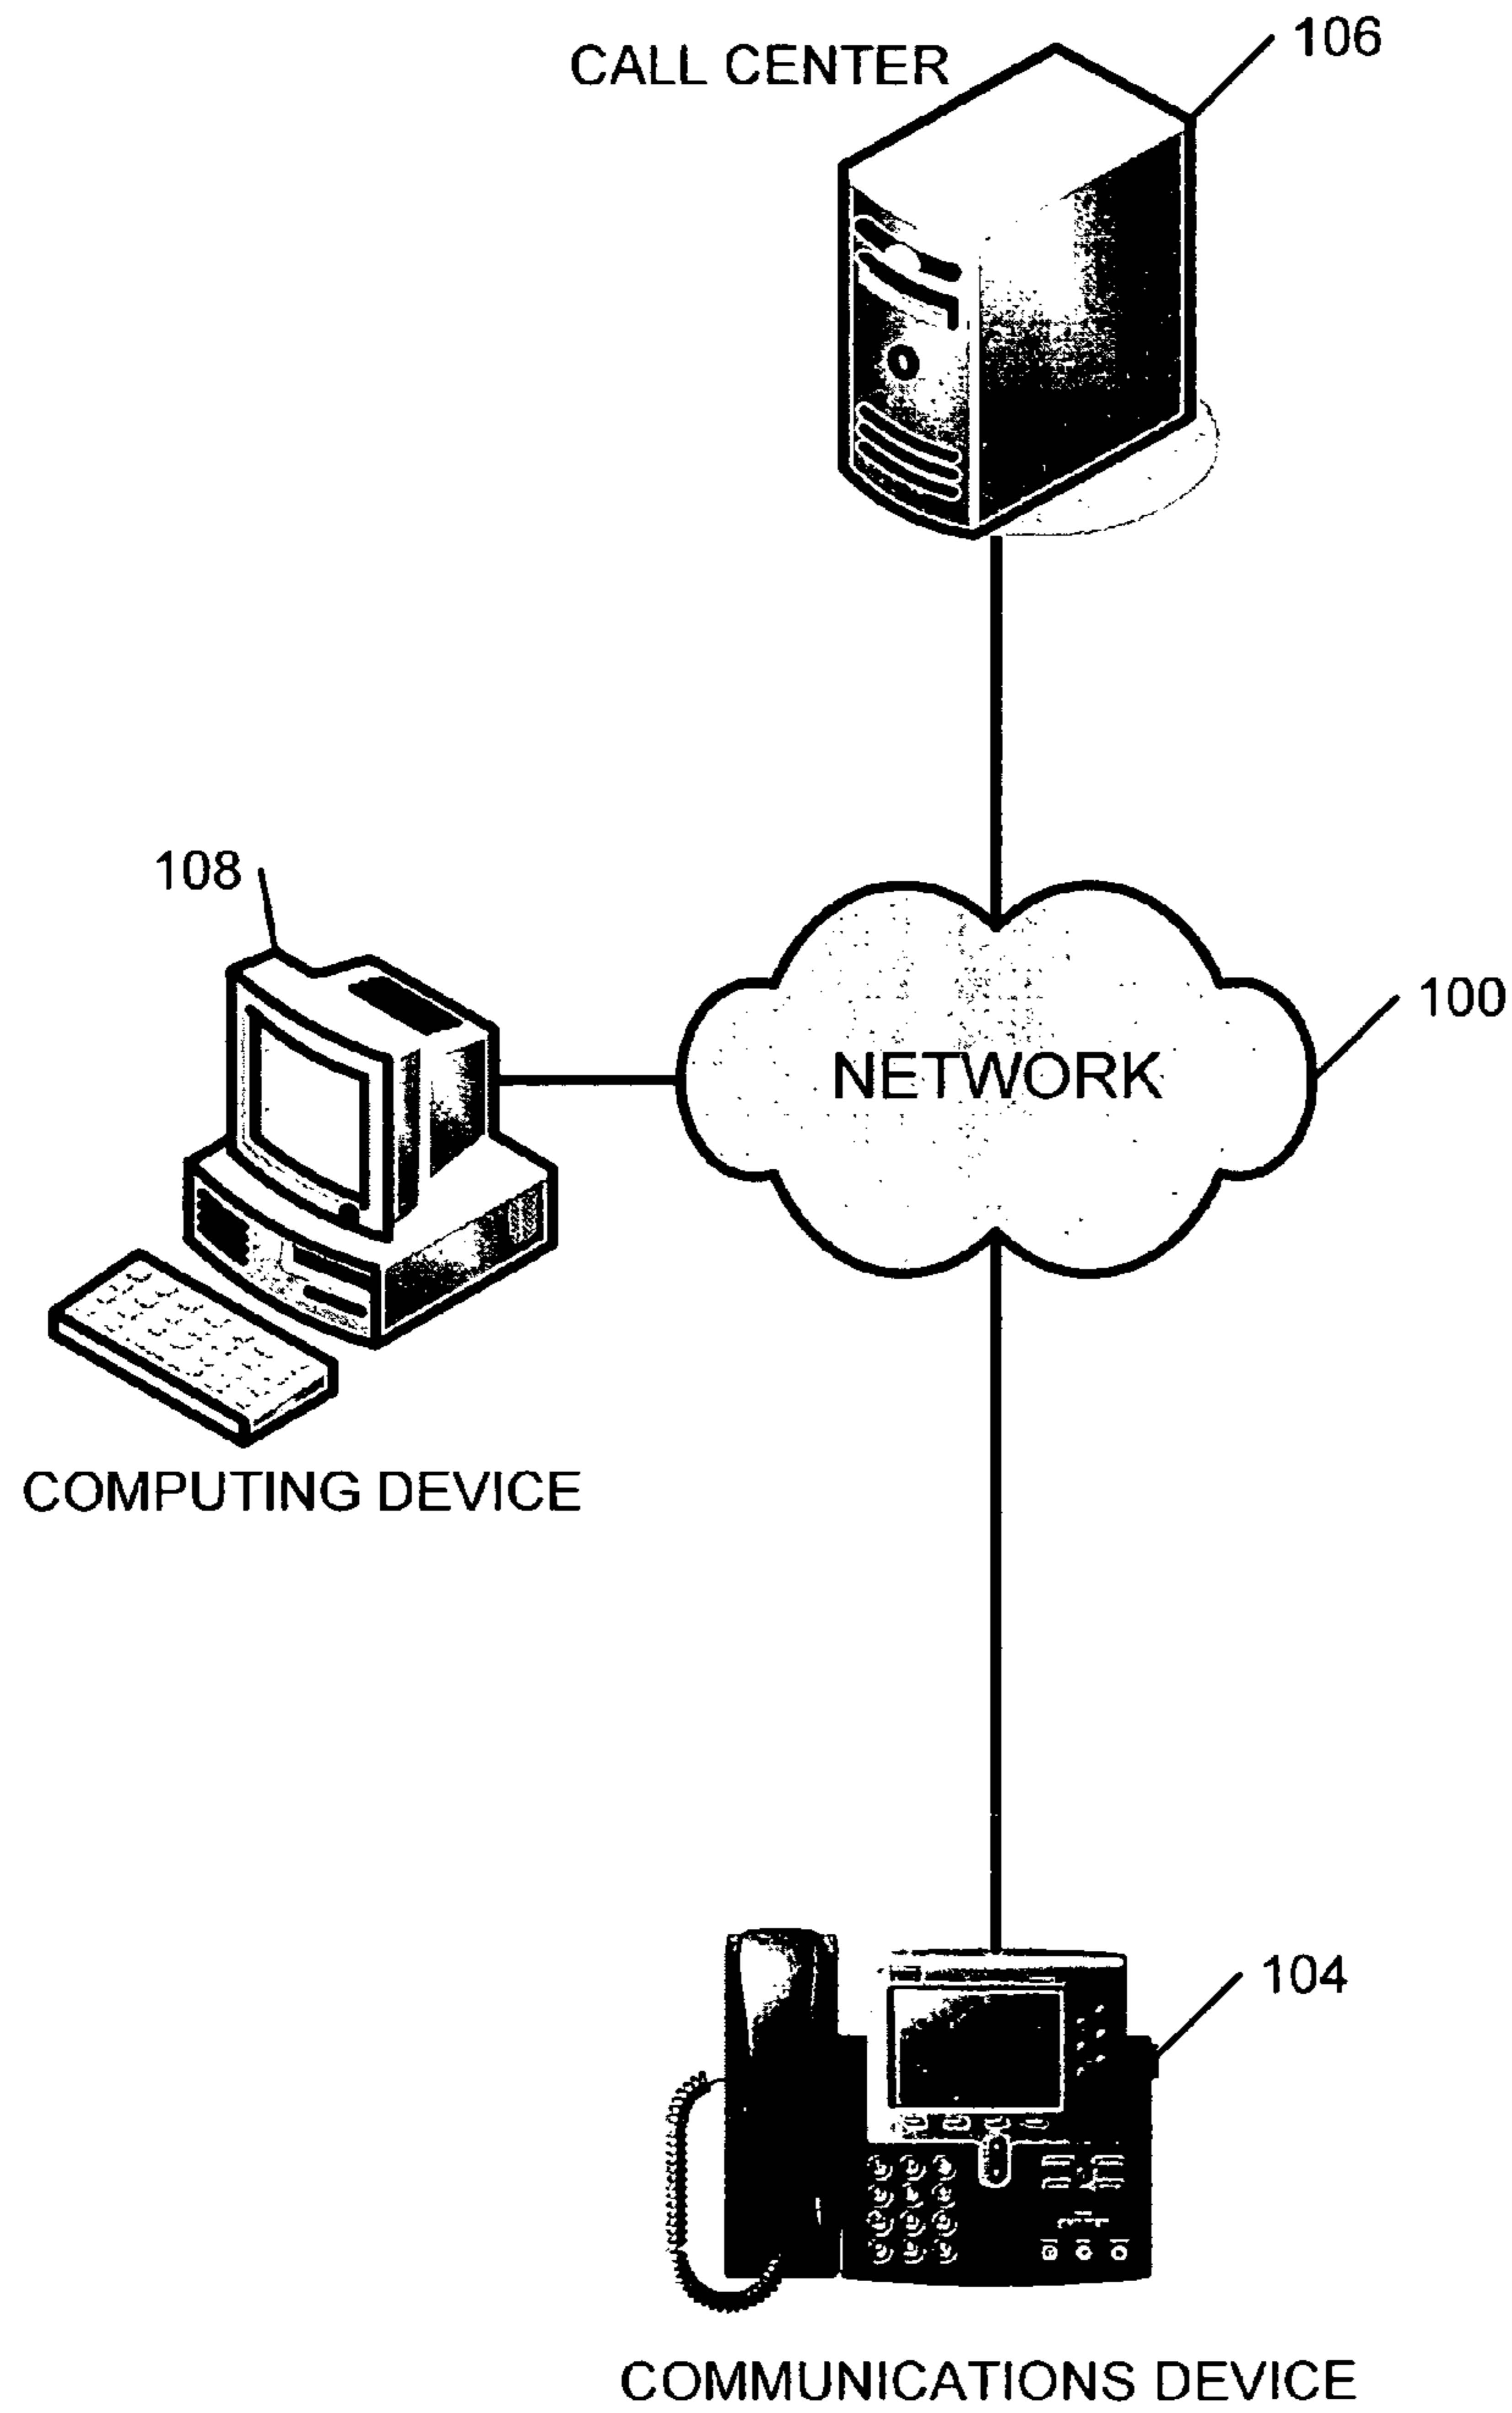 106
CALL CENTER
108
100
NETWORK
COMPUTING DEVICE
104
COMMUNICATIONS DEVICE